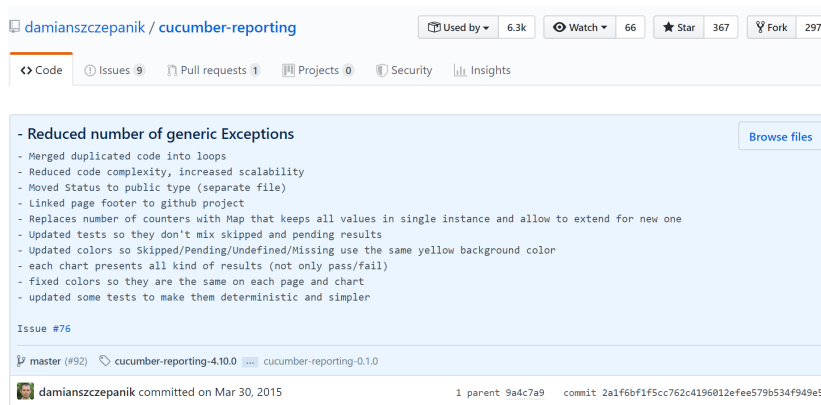 damianszczepanik / cucumber-reporting
Used by 6.3k Watch 66 Star 367 Fork 297
Code Issues 9 Pull requests 1 Projects 0 Security Insights
- Reduced number of generic Exceptions
Browse files
- Merged duplicated code into loops
- Reduced code complexity, increased scalability
- Moved Status to public type (separate file)
- Linked page footer to github project
- Replaces number of counters with Map that keeps all values in single instance and allow to extend for new one
- Updated tests so they don't mix skipped and pending results
- Updated colors so Skipped/Pending/Undefined/Missing use the same yellow background color
- each chart presents all kind of results (not only pass/fail)
- fixed colors so they are the same on each page and chart
- updated some tests to make them deterministic and simpler
Issue #76
master (#92) cucumber-reporting-4.10.0 ... cucumber-reporting-0.1.0
damianszczepanik committed on Mar 30, 2015 1 parent 9a4c7a9 commit 2a1f6bf1f5cc762c4196012efee579b534f949e5